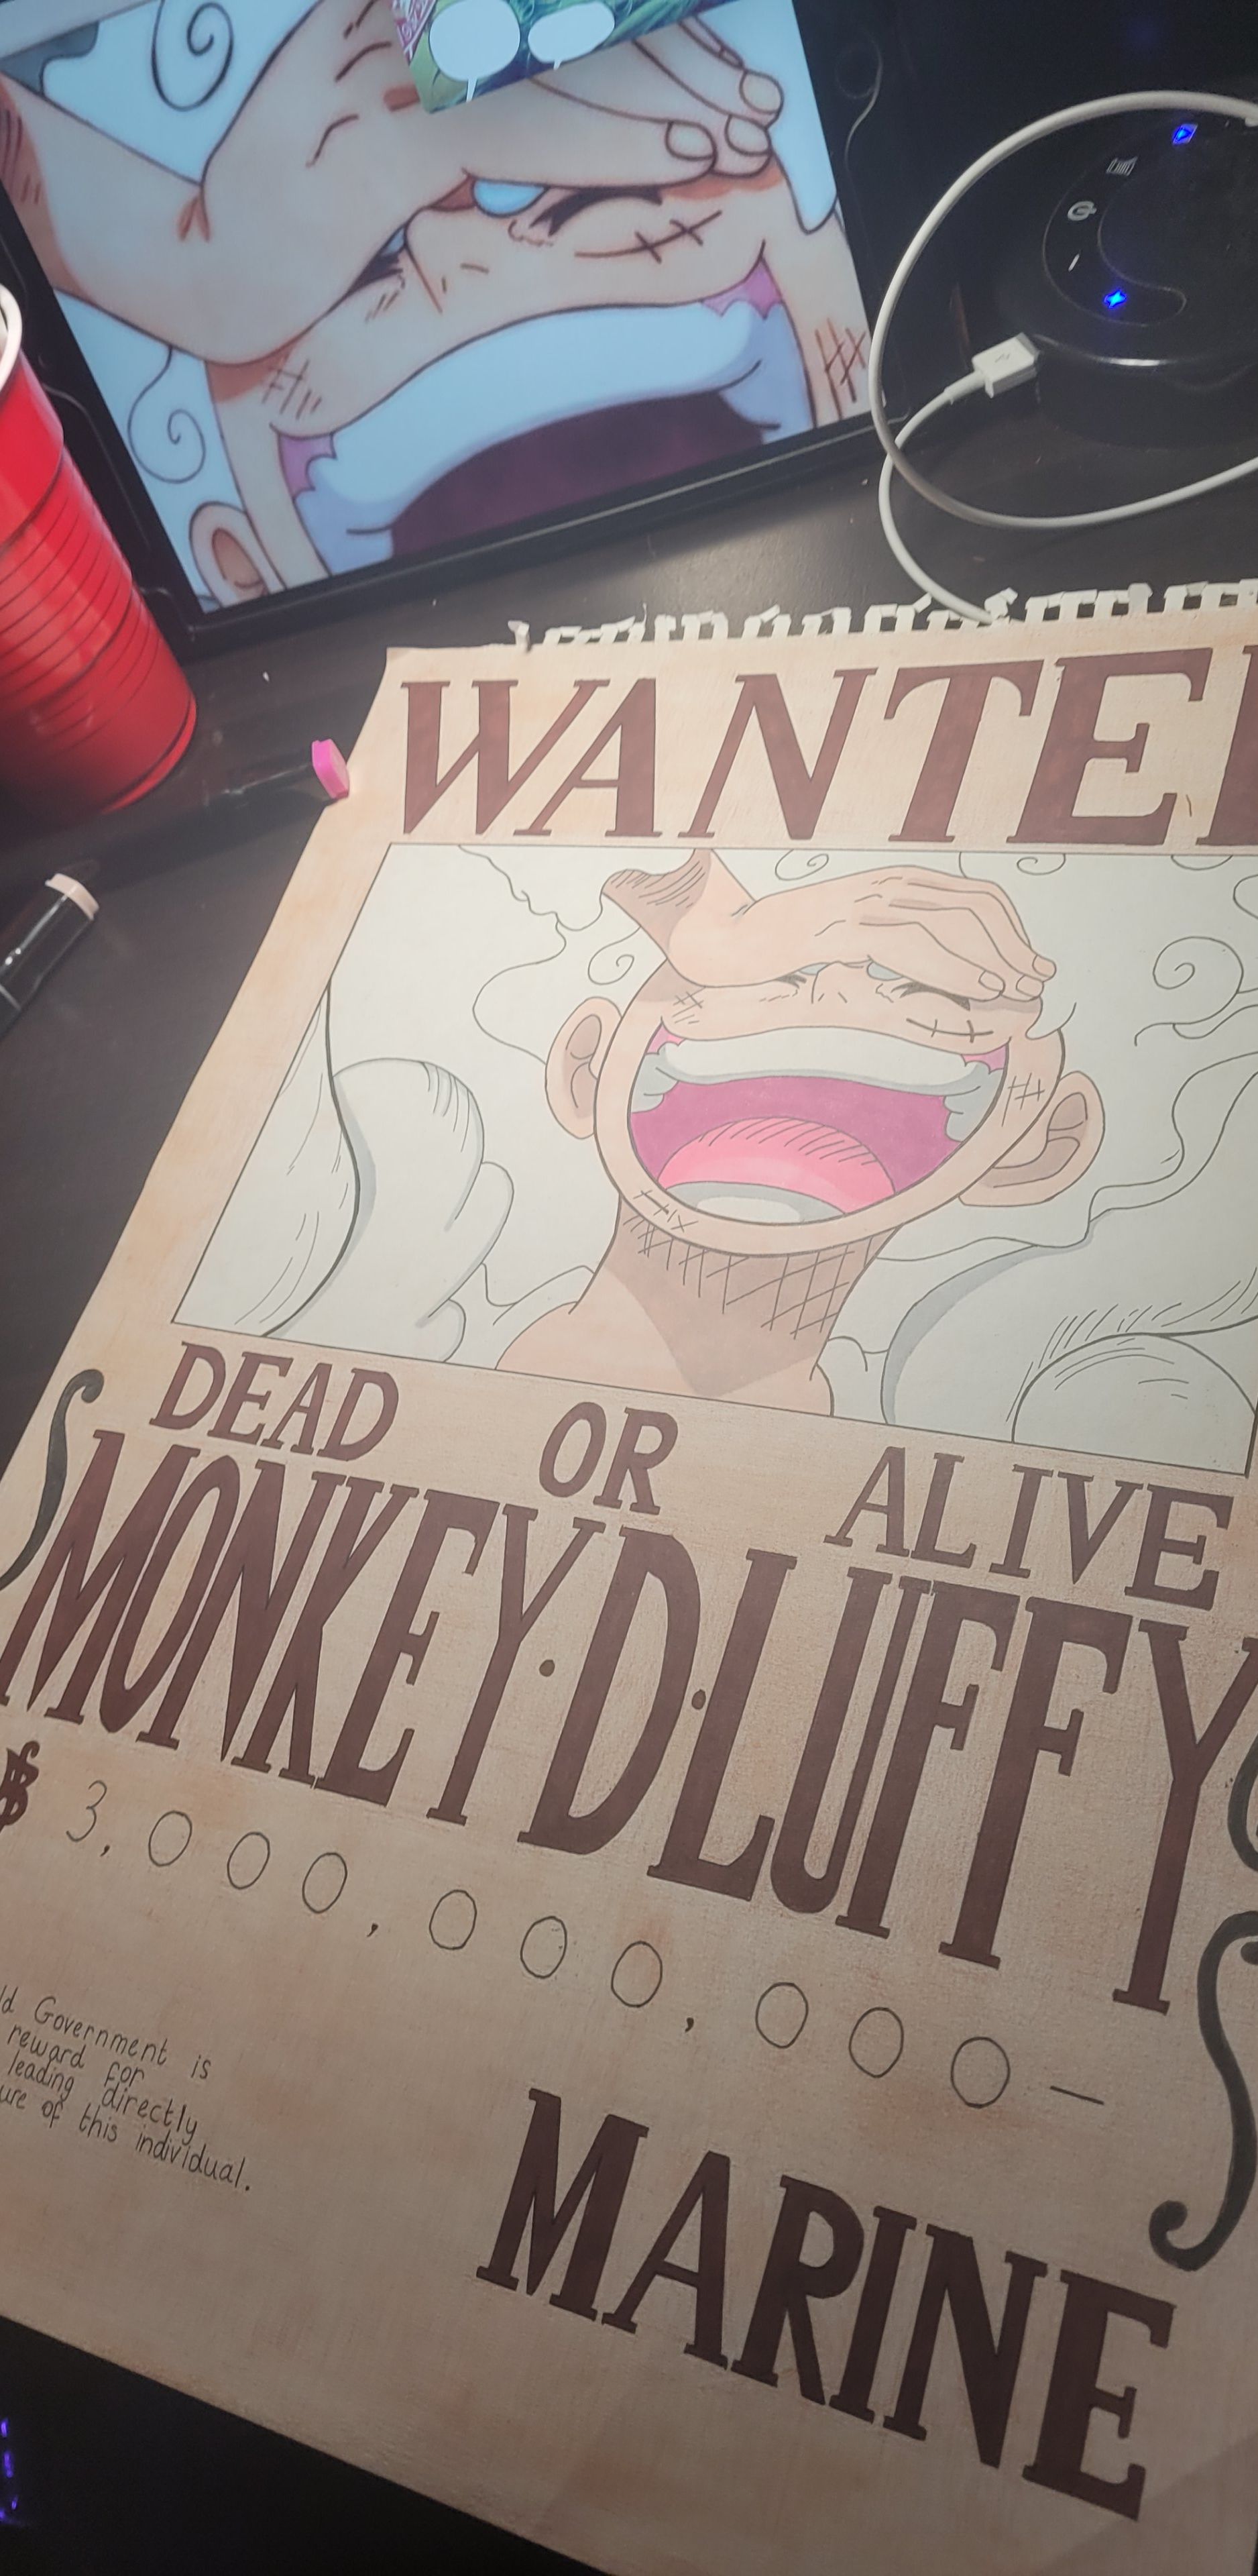 WANTE
DEAD OR ALIVE
MONKEY·D·LUFFY
฿ 3,000,000,000—
ld Government is
reward for
leading directly
ure of this individual.
MARINE